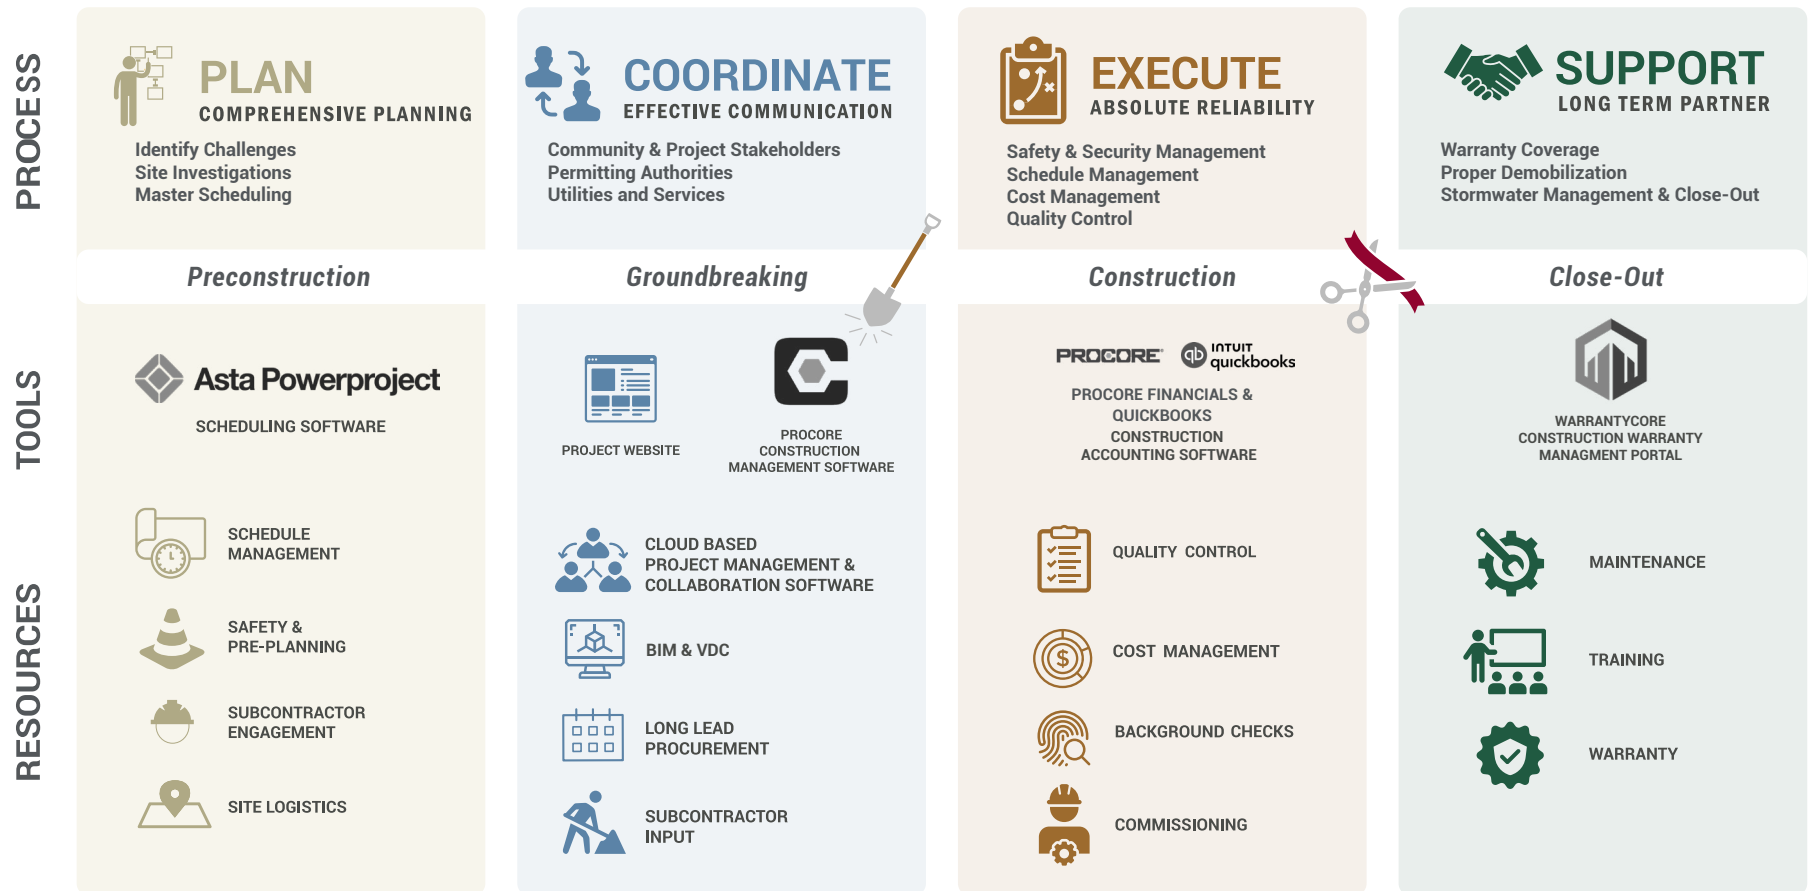 PROCESS
PLAN
COMPREHENSIVE PLANNING
Identify Challenges
Site Investigations
Master Scheduling
COORDINATE
EFFECTIVE COMMUNICATION
Community & Project Stakeholders
Permitting Authorities
Utilities and Services
EXECUTE
ABSOLUTE RELIABILITY
Safety & Security Management
Schedule Management
Cost Management
Quality Control
SUPPORT
LONG TERM PARTNER
Warranty Coverage
Proper Demobilization
Stormwater Management & Close-Out
Preconstruction
Groundbreaking
Construction
Close-Out
TOOLS
Asta Powerproject
SCHEDULING SOFTWARE
PROJECT WEBSITE
PROCORE
CONSTRUCTION
MANAGEMENT SOFTWARE
PROCORE
qb
INTUIT
quickbooks
PROCORE FINANCIALS &
QUICKBOOKS
CONSTRUCTION
ACCOUNTING SOFTWARE
WARRANTYCORE
CONSTRUCTION WARRANTY
MANAGMENT PORTAL
RESOURCES
SCHEDULE
MANAGEMENT
SAFETY &
PRE-PLANNING
SUBCONTRACTOR
ENGAGEMENT
SITE LOGISTICS
CLOUD BASED
PROJECT MANAGEMENT &
COLLABORATION SOFTWARE
BIM & VDC
LONG LEAD
PROCUREMENT
SUBCONTRACTOR
INPUT
QUALITY CONTROL
COST MANAGEMENT
$
BACKGROUND CHECKS
COMMISSIONING
MAINTENANCE
TRAINING
WARRANTY